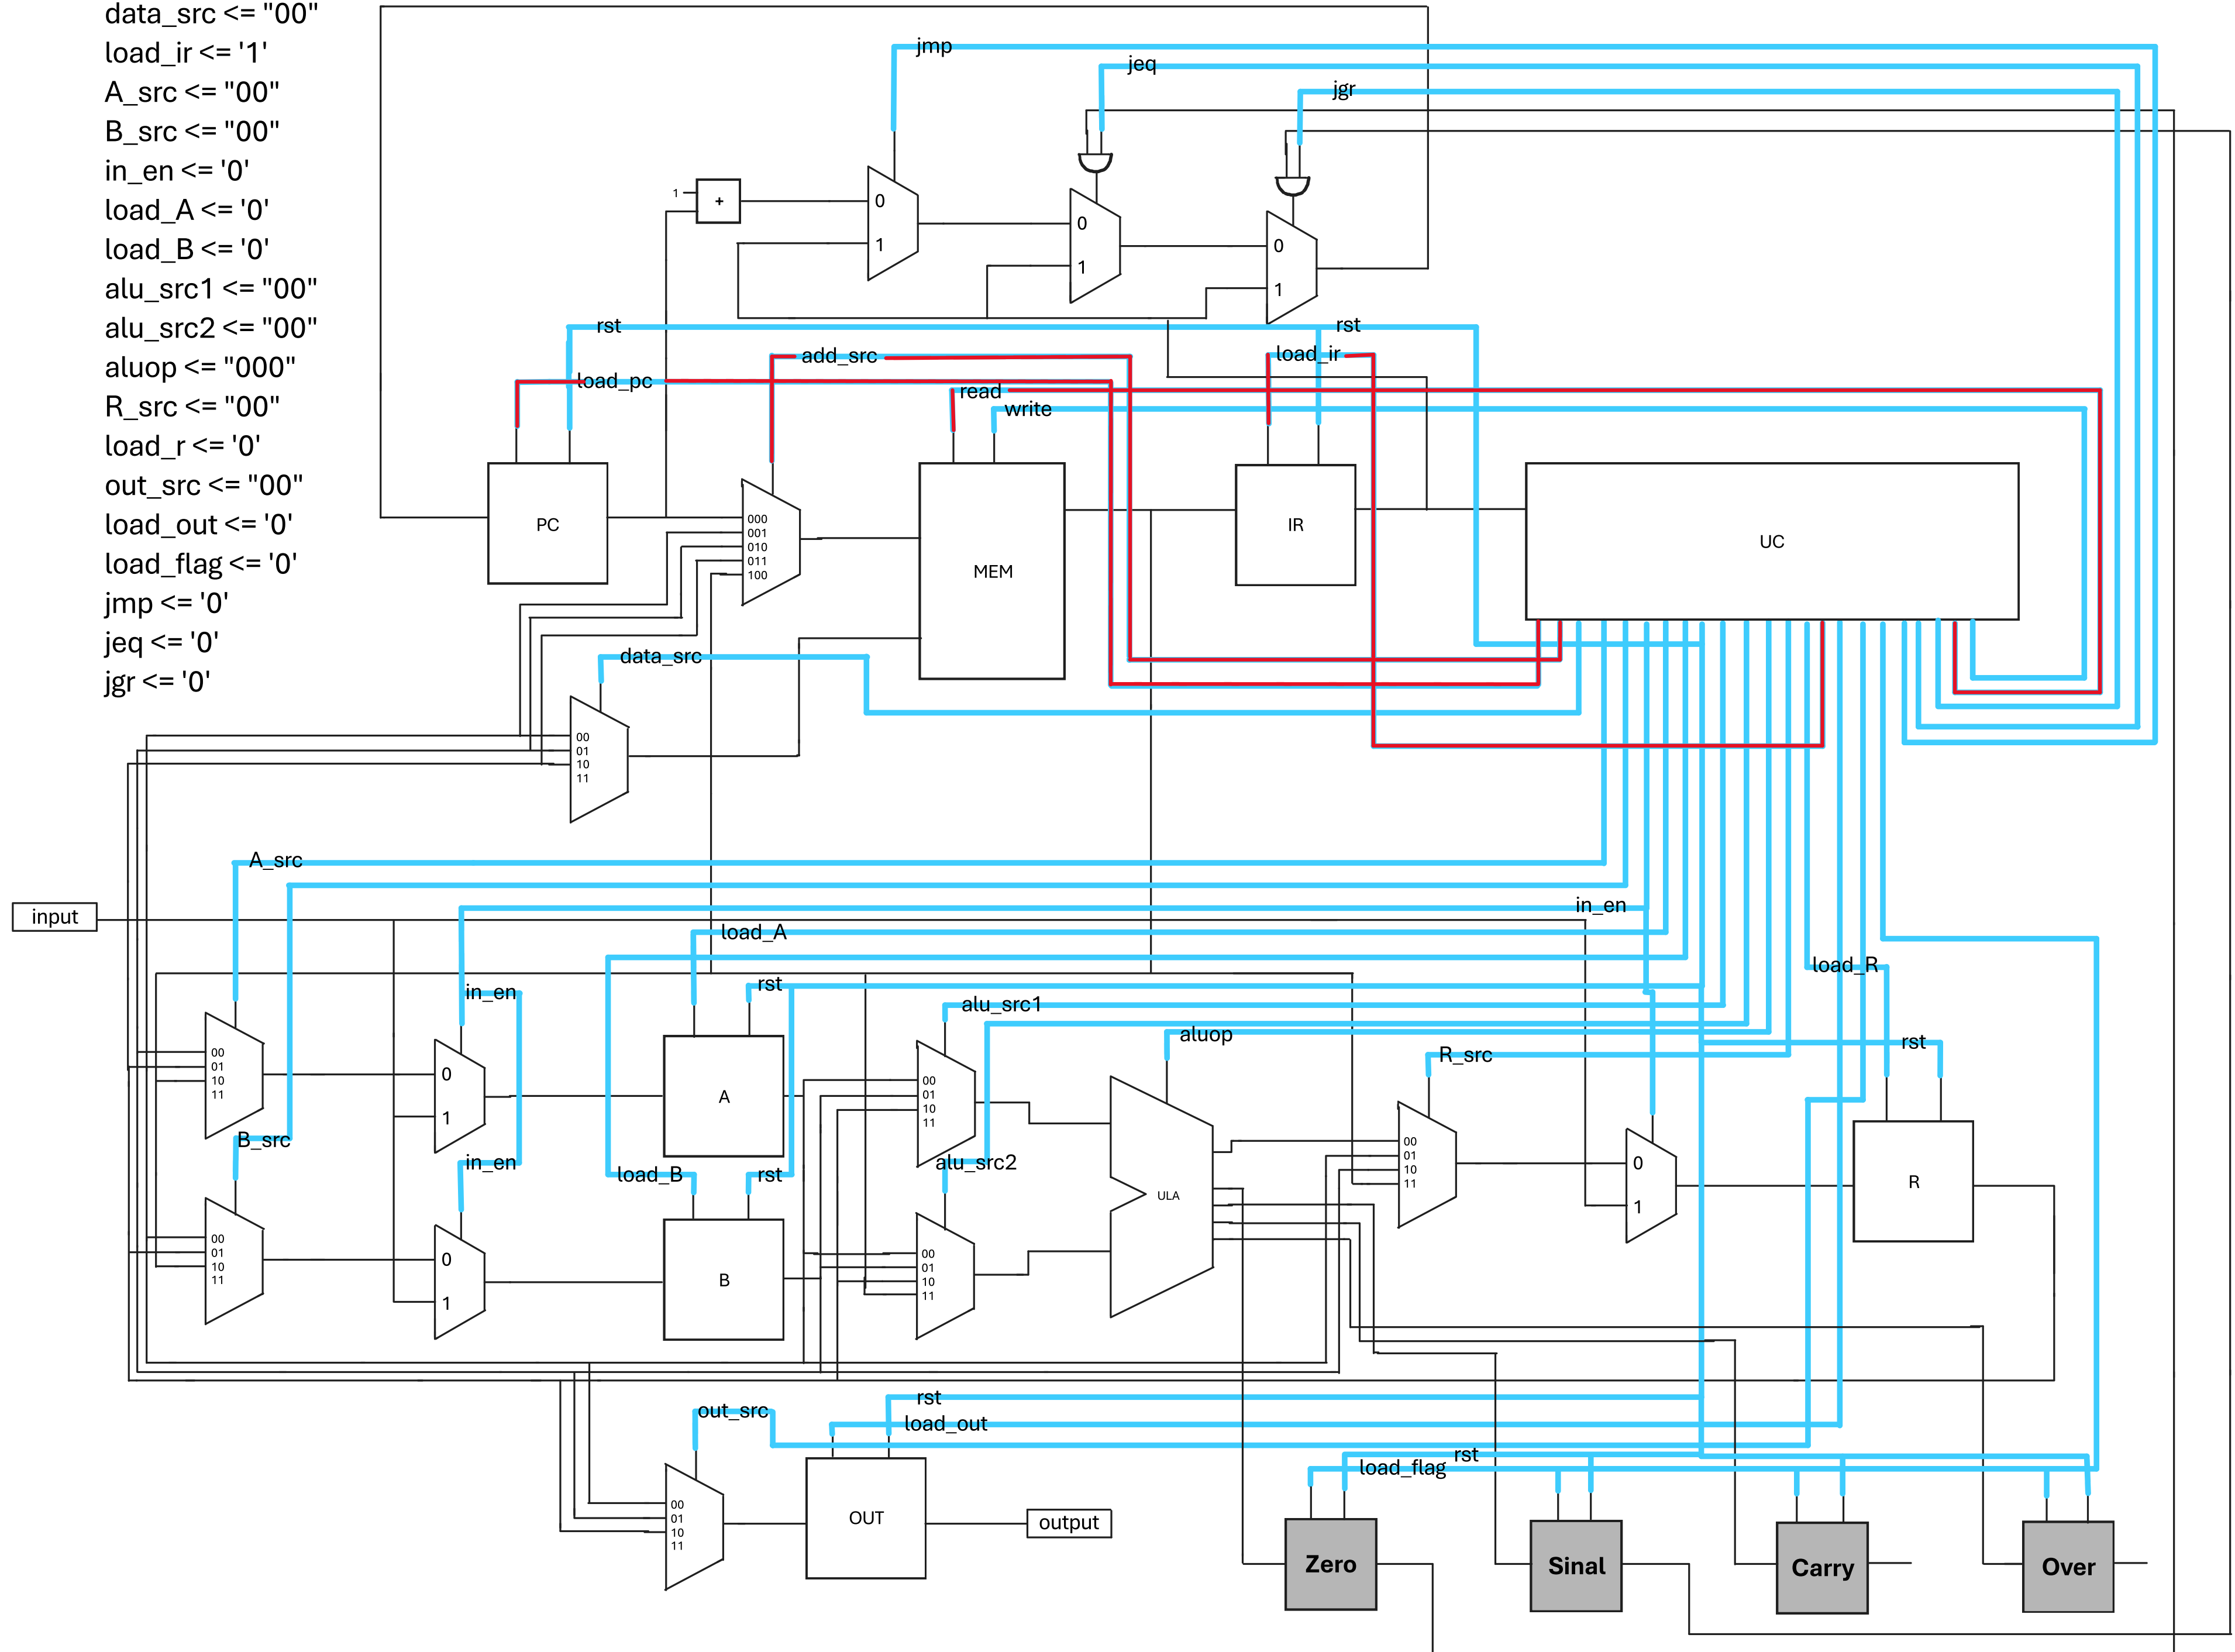 data_src <= "00"
load_ir <= '1'
A_src <= "00"
B_src <= "00"
in_en <= '0'
load_A <= '0'
load_B <= '0'
alu_src1 <= "00"
alu_src2 <= "00"
aluop <= "000"
R_src <= "00"
load_r <= '0'
out_src <= "00"
load_out <= '0'
load_flag <= '0'
jmp <= '0'
jeq <= '0'
jgr <= '0'
jmp
jeq
jgr
1
+
0
1
0
1
0
1
rst
rst
add_src
load_ir
load_pc
read
write
PC
000
001
010
011
100
MEM
IR
UC
data_src
00
01
10
11
A_src
input
in_en
load_A
load_R
in_en
rst
alu_src1
aluop
R_src
rst
00
01
10
11
0
1
A
00
01
10
11
B_src
in_en
load_B
rst
alu_src2
ULA
00
01
10
11
0
1
R
00
01
10
11
0
1
B
00
01
10
11
rst
out_src
load_out
rst
load_flag
00
01
10
11
OUT
output
Zero
Sinal
Carry
Over